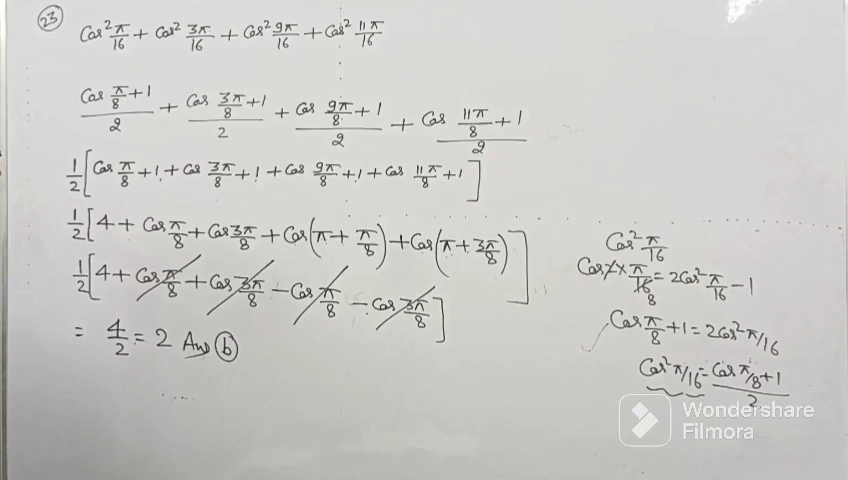 23
Cos² π/16 + Cos² 3π/16 + Cos² 9π/16 + Cos² 11π/16
(Cos π/8 + 1)/2 + (Cos 3π/8 + 1)/2 + (Cos 9π/8 + 1)/2 + (Cos 11π/8 + 1)/2
1/2 [Cos π/8 + 1 + Cos 3π/8 + 1 + Cos 9π/8 + 1 + Cos 11π/8 + 1]
1/2 [4 + Cos π/8 + Cos 3π/8 + Cos(π + π/8) + Cos(π + 3π/8)]
1/2 [4 + Cos π/8 + Cos 3π/8 - Cos π/8 - Cos 3π/8]
= 4/2 = 2 Ans b
Cos² π/16
Cos 2 × π/16 = 2Cos² π/16 - 1
8
Cos π/8 + 1 = 2Cos² π/16
Cos² π/16 = (Cos π/8 + 1)/2
Wondershare
Filmora